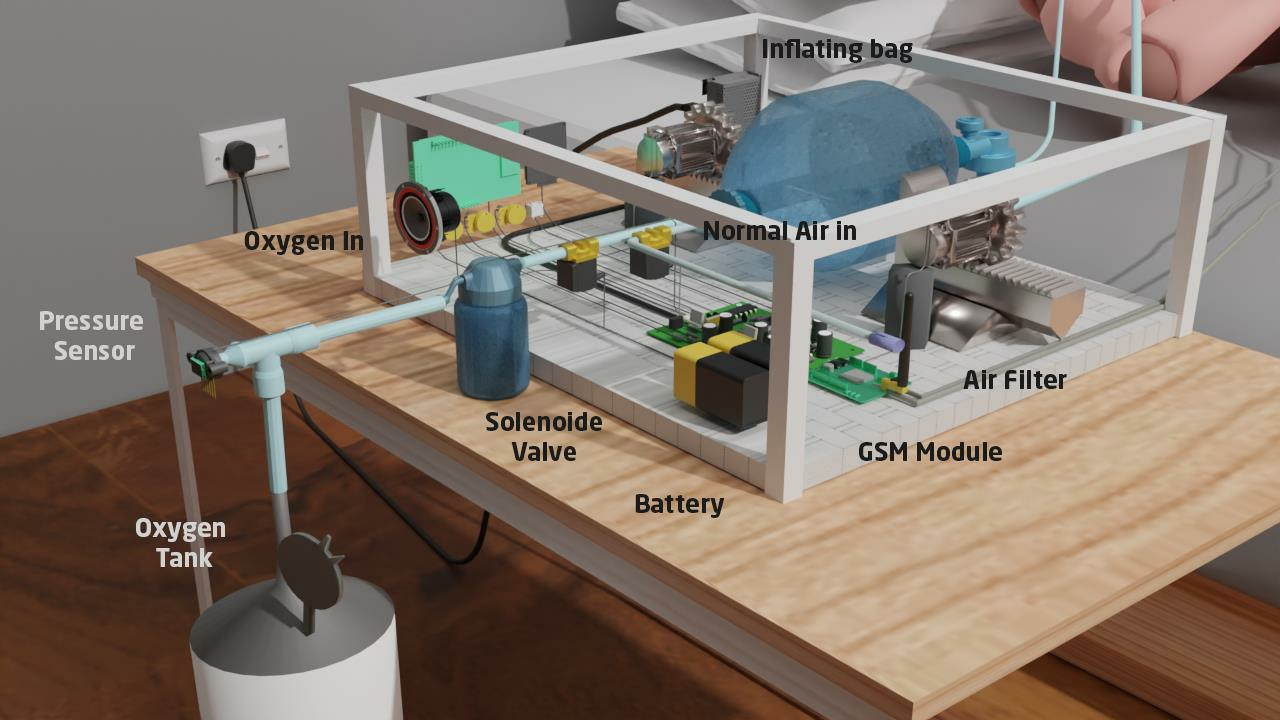 Inflating bag
Oxygen In
Normal Air in
Pressure
Sensor
Air Filter
Solenoide
Valve
GSM Module
Battery
Oxygen
Tank